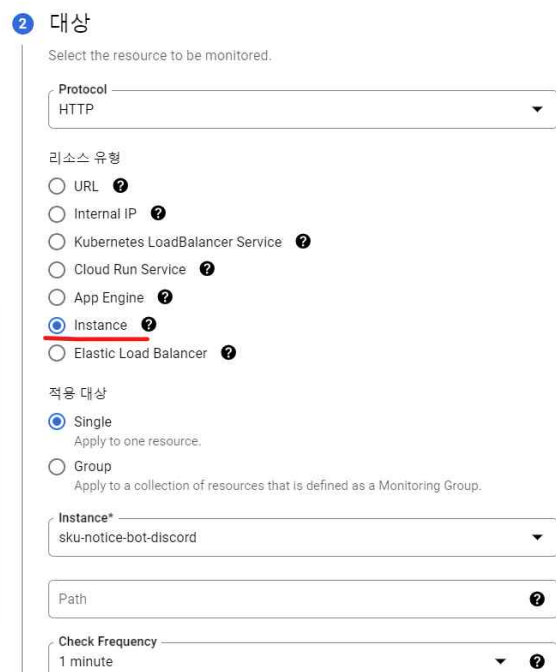 2 대상
Select the resource to be monitored.
Protocol
HTTP
리소스 유형
URL ?
Internal IP ?
Kubernetes LoadBalancer Service ?
Cloud Run Service ?
App Engine ?
Instance ?
Elastic Load Balancer ?
적용 대상
Single
Apply to one resource.
Group
Apply to a collection of resources that is defined as a Monitoring Group.
Instance*
sku-notice-bot-discord
Path ?
Check Frequency
1 minute ?